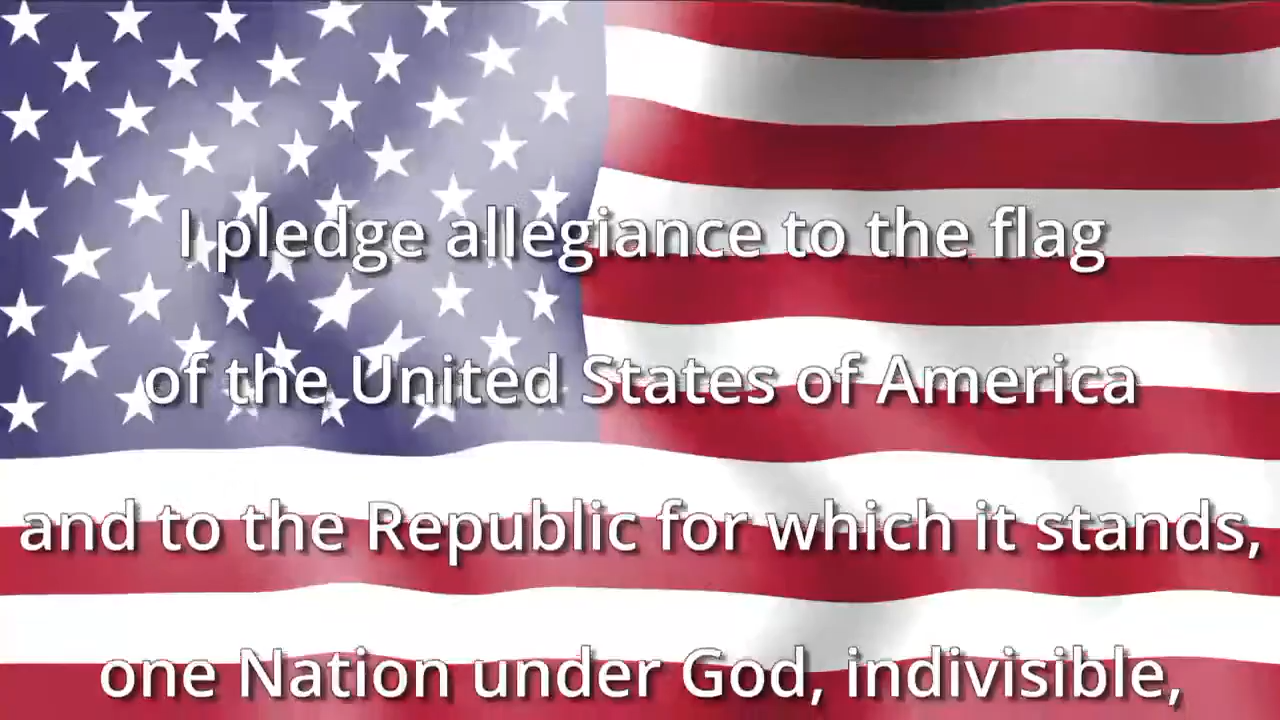 I pledge allegiance to the flag
of the United States of America
and to the Republic for which it stands,
one Nation under God, indivisible,